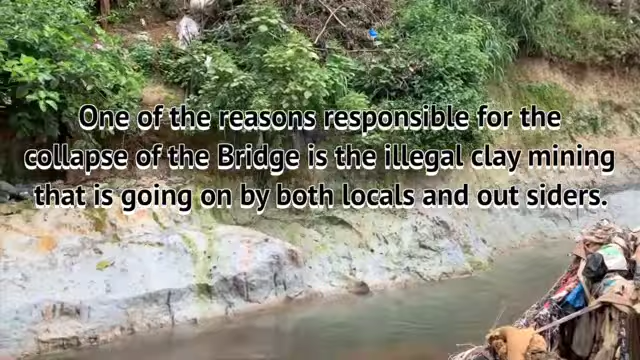 One of the reasons responsible for the
collapse of the Bridge is the illegal clay mining
that is going on by both locals and out siders.